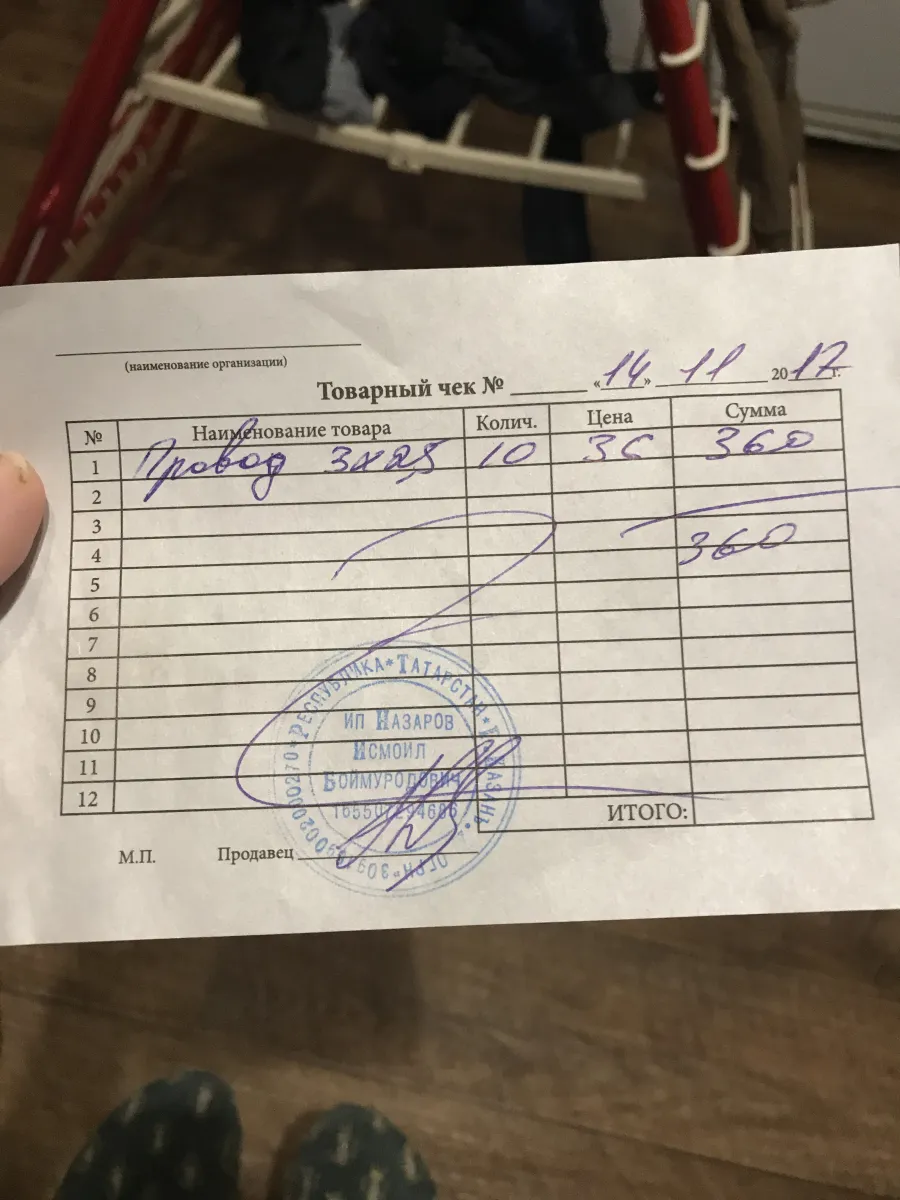 (наименование организации)
Товарный чек № «14» 11 2017 г.
№ Наименование товара Колич. Цена Сумма
1 Провод 3х2,5 10 36 360
2
3
4 360
5
6
7
8
9
10
11
12
ИТОГО:
М.П. Продавец
РЕСПУБЛИКА * ТАТАРСТАН * Г. КАЗАНЬ
ИП НАЗАРОВ
ИСМОИЛ
БОЙМУРОДОВИЧ
ОГРН